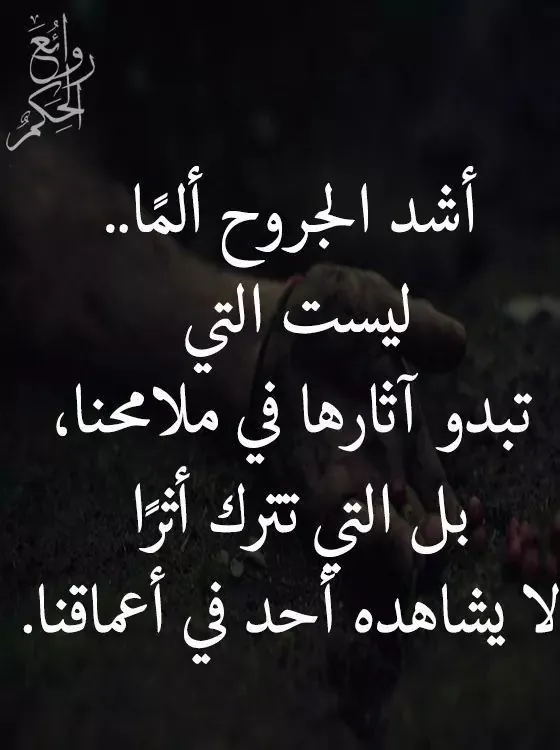 روائع
الحكم
أشد الجروح ألمًا..
ليست التي
تبدو آثارها في ملامحنا،
بل التي تترك أثرًا
لا يشاهده أحد في أعماقنا.